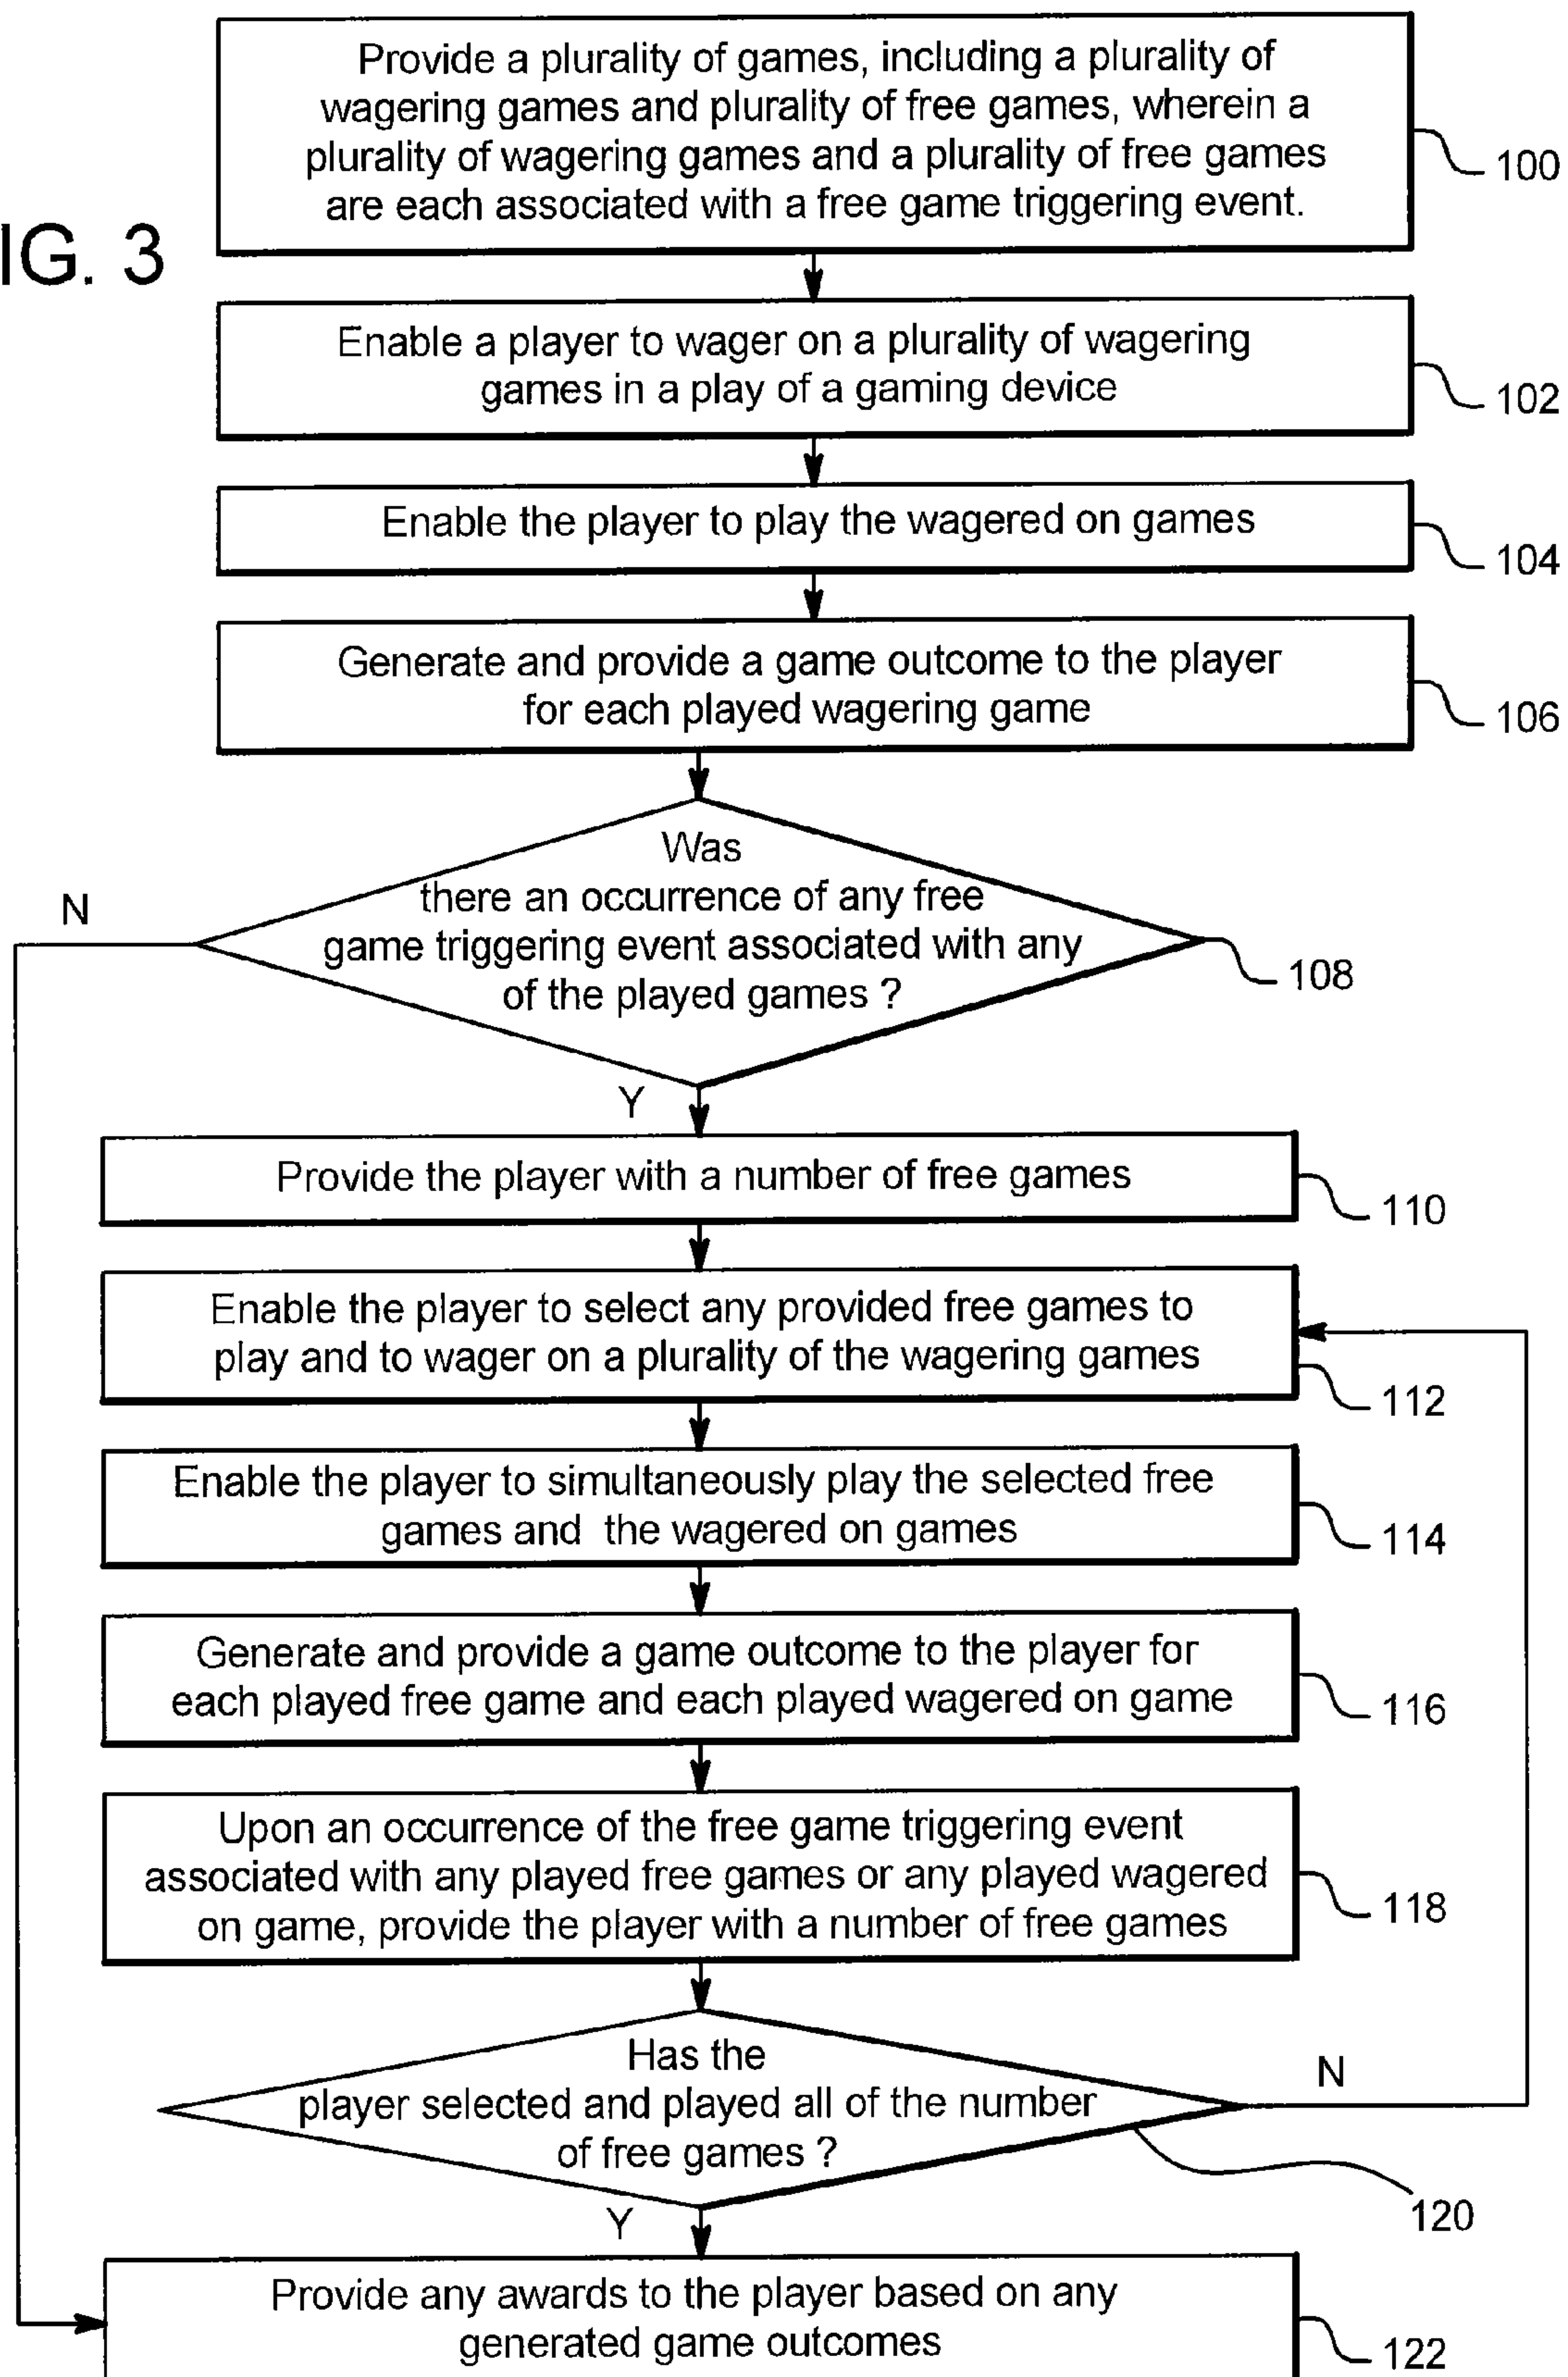 Provide a plurality of games, including a plurality of
wagering games and plurality of free games, wherein a
plurality of wagering games and a plurality of free games
are each associated with a free game triggering event.
100
IG. 3
Enable a player to wager on a plurality of wagering
games in a play of a gaming device
102
Enable the player to play the wagered on games
104
Generate and provide a game outcome to the player
for each played wagering game
106
Was
there an occurrence of any free
game triggering event associated with any
of the played games ?
N
108
Y
Provide the player with a number of free games
110
Enable the player to select any provided free games to
play and to wager on a plurality of the wagering games
112
Enable the player to simultaneously play the selected free
games and the wagered on games
114
Generate and provide a game outcome to the player for
each played free game and each played wagered on game
116
Upon an occurrence of the free game triggering event
associated with any played free games or any played wagered
on game, provide the player with a number of free games
118
Has the
player selected and played all of the number
of free games ?
N
120
Y
Provide any awards to the player based on any
generated game outcomes
122